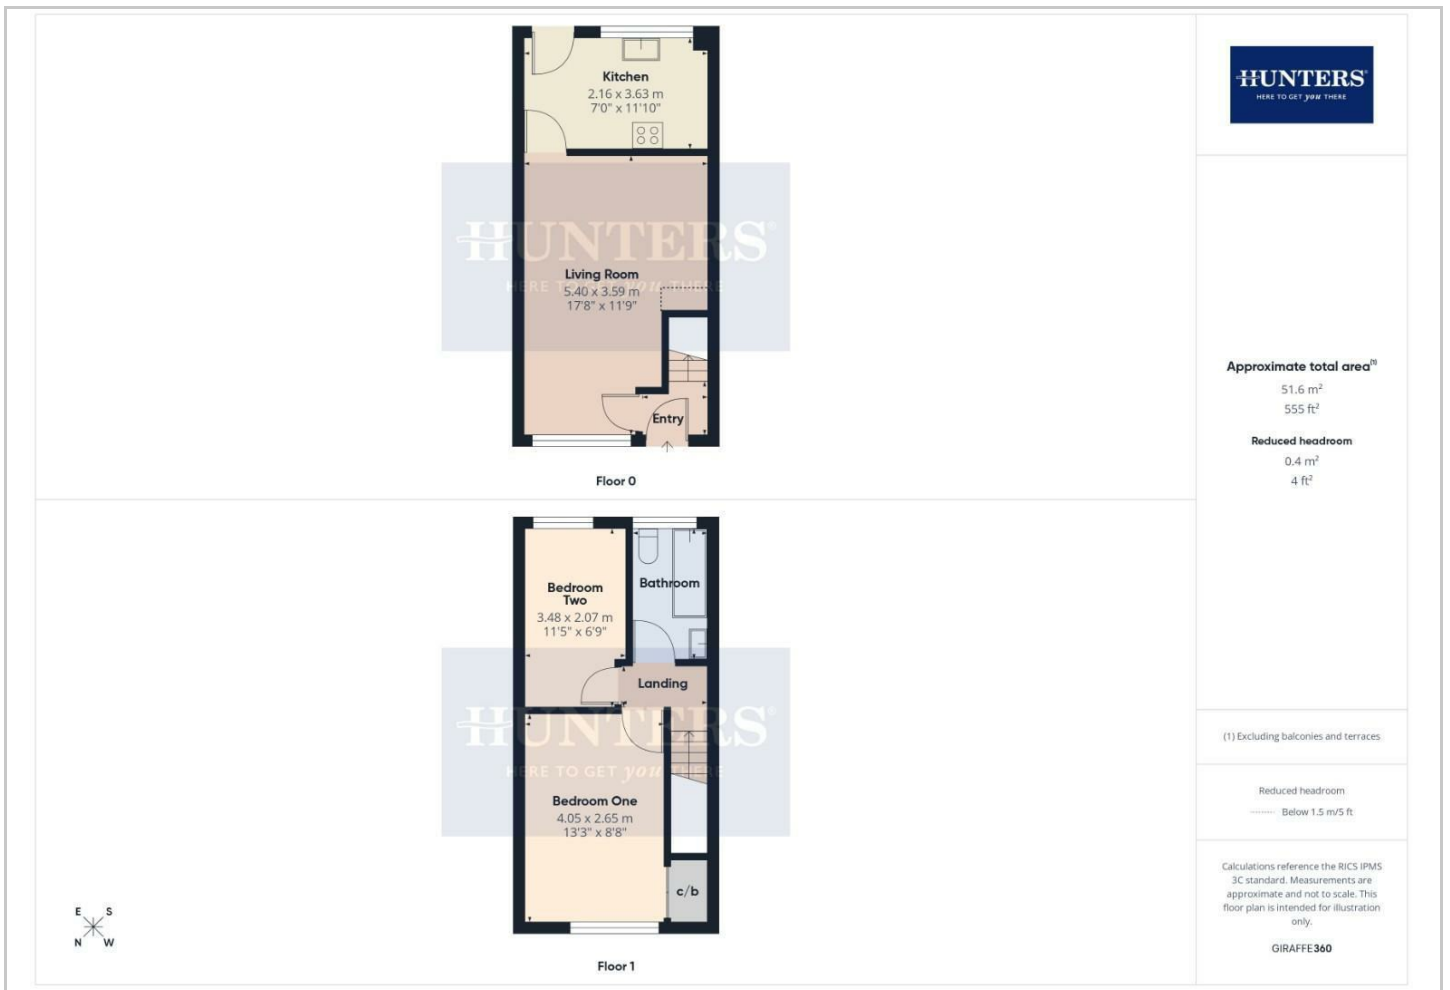 Kitchen
2.16 x 3.63 m
7'0" x 11'10"
HUNTERS®
HERE TO GET you THERE
Living Room
5.40 x 3.59 m
17'8" x 11'9"
Entry
Floor 0
Bedroom
Two
3.48 x 2.07 m
11'5" x 6'9"
Bathroom
Landing
HUNTERS®
HERE TO GET you THERE
Bedroom One
4.05 x 2.65 m
13'3" x 8'8"
c/b
E S
N W
Floor 1
HUNTERS®
HERE TO GET you THERE
Approximate total area(1)
51.6 m²
555 ft²
Reduced headroom
0.4 m²
4 ft²
(1) Excluding balconies and terraces
Reduced headroom
Below 1.5 m/5 ft
Calculations reference the RICS IPMS
3C standard. Measurements are
approximate and not to scale. This
floor plan is intended for illustration
only.
GIRAFFE360